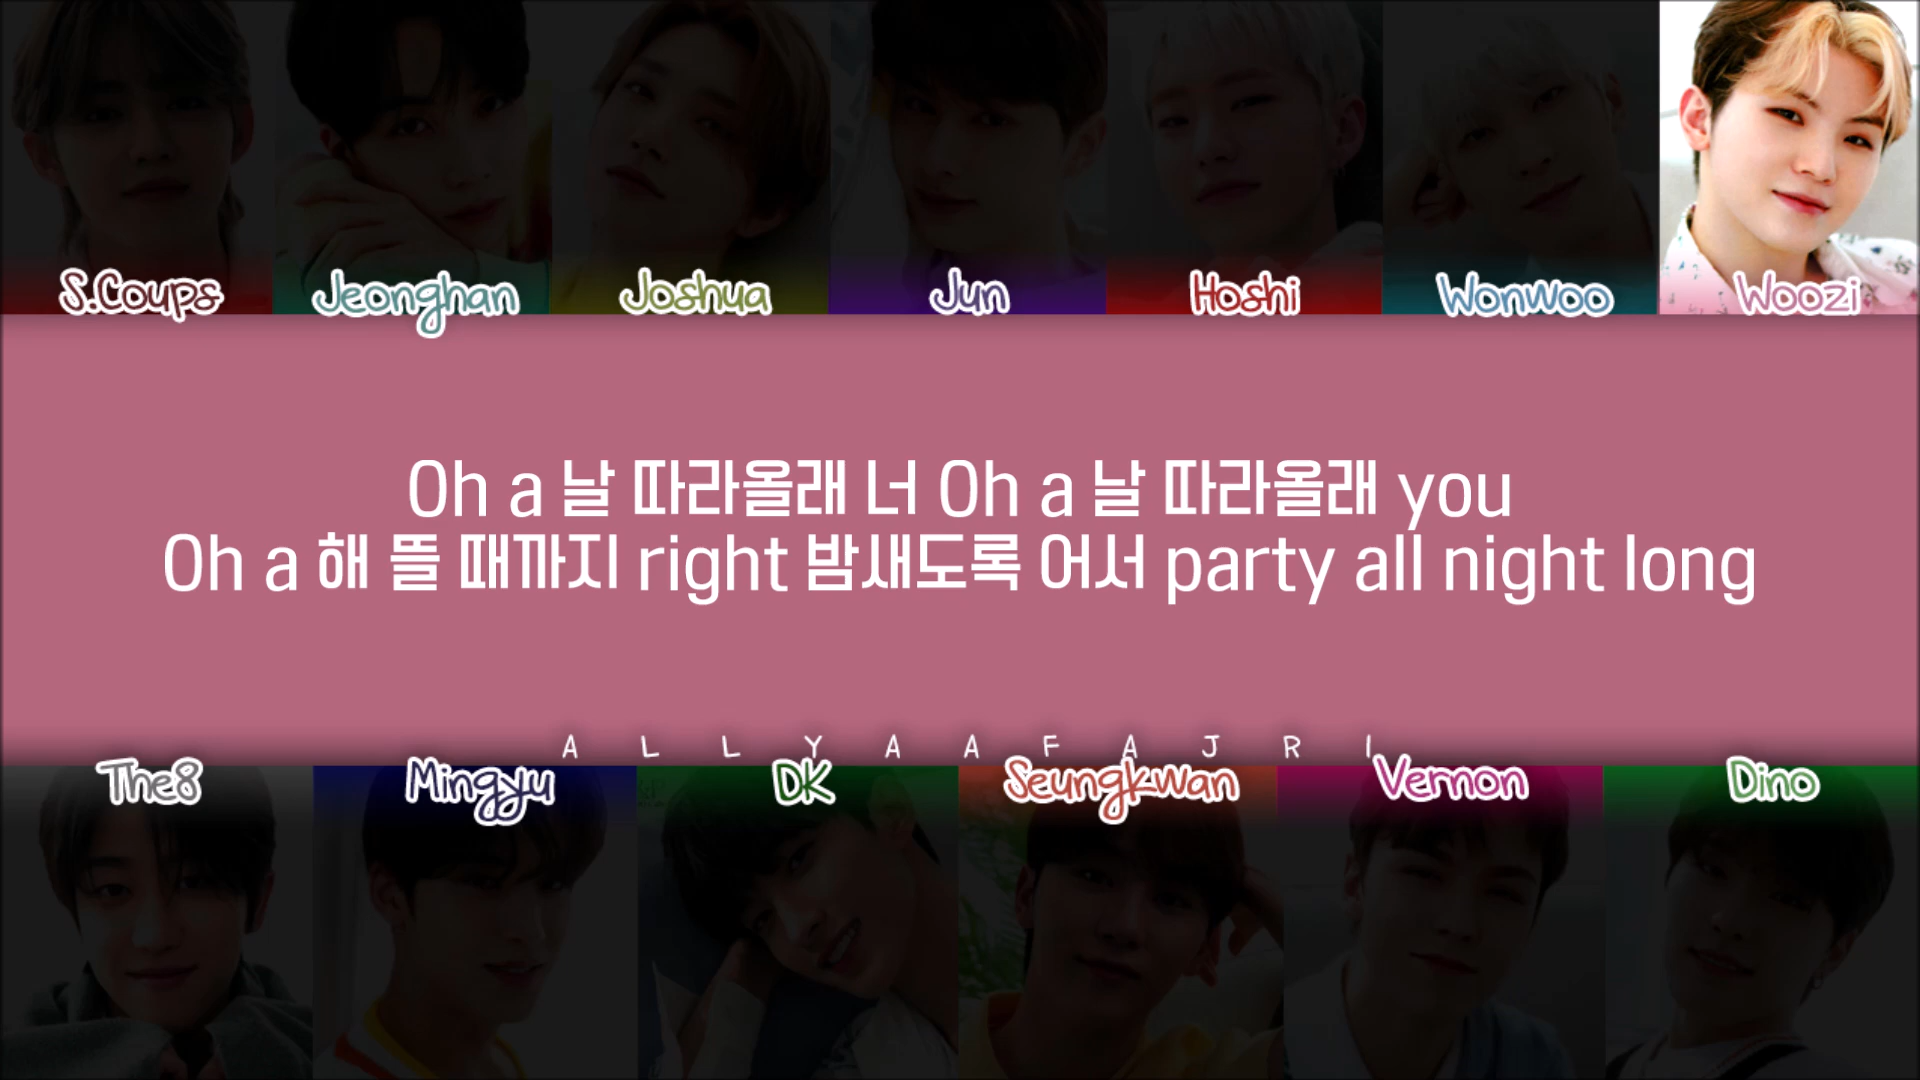 S.Coups
Jeonghan
Joshua
Jun
Hoshi
Wonwoo
Woozi
Oh a 날 따라올래 너 Oh a 날 따라올래 you
Oh a 해 뜰 때까지 right 밤새도록 어서 party all night long
A L L Y A A F A J R I
The8
Mingyu
DK
Seungkwan
Vernon
Dino